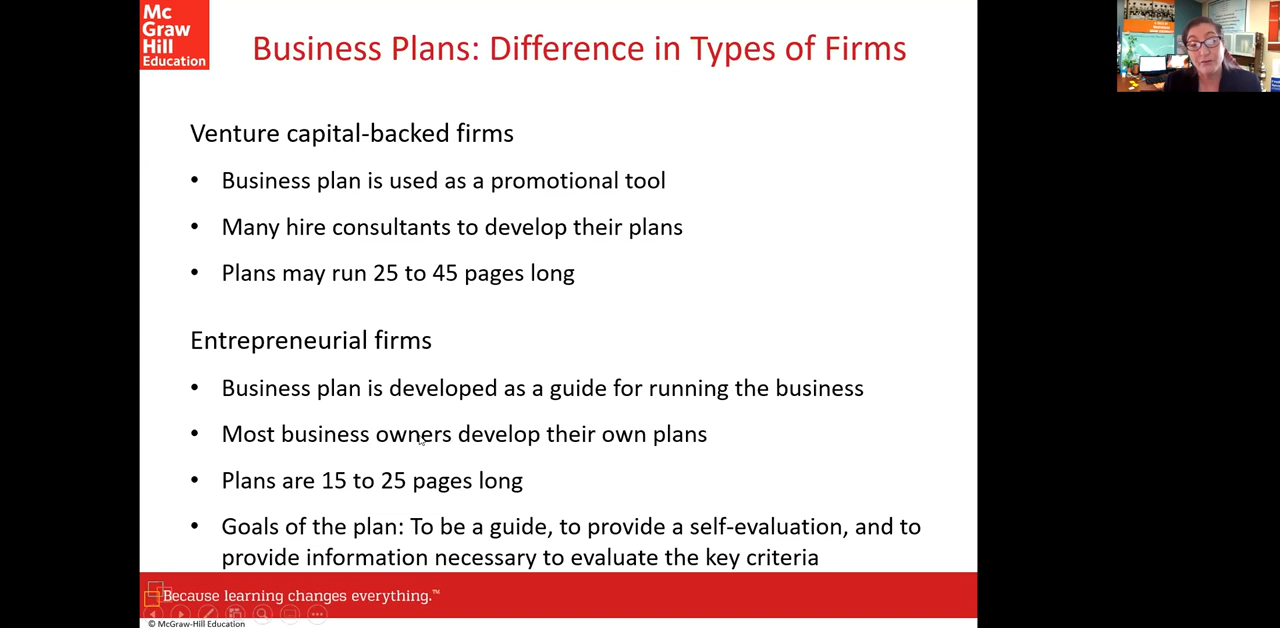 Mc
Graw
Hill
Education
Business Plans: Difference in Types of Firms
Venture capital-backed firms
• Business plan is used as a promotional tool
• Many hire consultants to develop their plans
• Plans may run 25 to 45 pages long
Entrepreneurial firms
• Business plan is developed as a guide for running the business
• Most business owners develop their own plans
• Plans are 15 to 25 pages long
• Goals of the plan: To be a guide, to provide a self-evaluation, and to
provide information necessary to evaluate the key criteria
Because learning changes everything.™
© McGraw-Hill Education